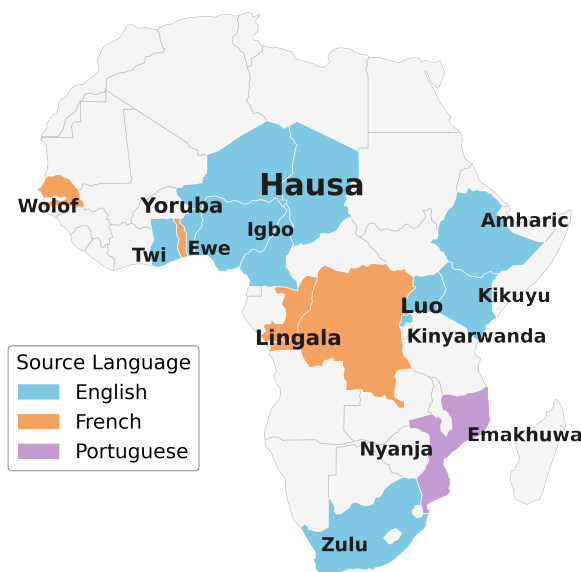 Hausa
Wolof
Yoruba
Amharic
Igbo
Ewe
Twi
Kikuyu
Luo
Kinyarwanda
Lingala
Source Language
English
French
Portuguese
Emakhuwa
Nyanja
Zulu